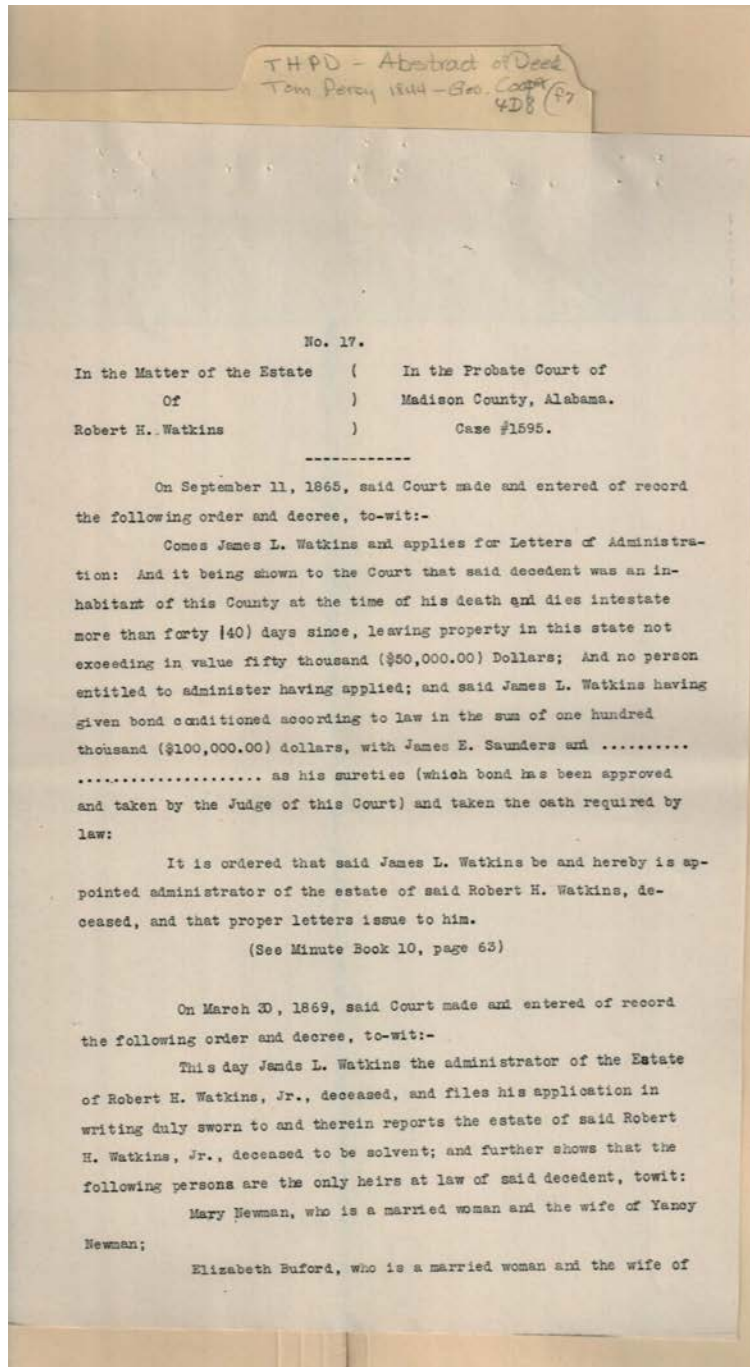 THPD - Abstract of Deed
Tom Percy 1844 - Geo. Cooper
4D8 (f7
No. 17.
In the Matter of the Estate ( In the Probate Court of
Of ) Madison County, Alabama.
Robert H. Watkins ) Case #1595.
------------
On September 11, 1865, said Court made and entered of record
the following order and decree, to-wit:-
Comes James L. Watkins and applies for Letters of Administra-
tion: And it being shown to the Court that said decedent was an in-
habitant of this County at the time of his death and dies intestate
more than forty (40) days since, leaving property in this state not
exceeding in value fifty thousand ($50,000.00) Dollars; And no person
entitled to administer having applied; and said James L. Watkins having
given bond conditioned according to law in the sum of one hundred
thousand ($100,000.00) dollars, with James E. Saunders and ..........
..................... as his sureties (which bond has been approved
and taken by the Judge of this Court) and taken the oath required by
law:
It is ordered that said James L. Watkins be and hereby is ap-
pointed administrator of the estate of said Robert H. Watkins, de-
ceased, and that proper letters issue to him.
(See Minute Book 10, page 63)
On March 30, 1869, said Court made and entered of record
the following order and decree, to-wit:-
This day Jamds L. Watkins the administrator of the Estate
of Robert H. Watkins, Jr., deceased, and files his application in
writing duly sworn to and therein reports the estate of said Robert
H. Watkins, Jr., deceased to be solvent; and further shows that the
following persons are the only heirs at law of said decedent, towit:
Mary Newman, who is a married woman and the wife of Yancy
Newman;
Elizabeth Buford, who is a married woman and the wife of